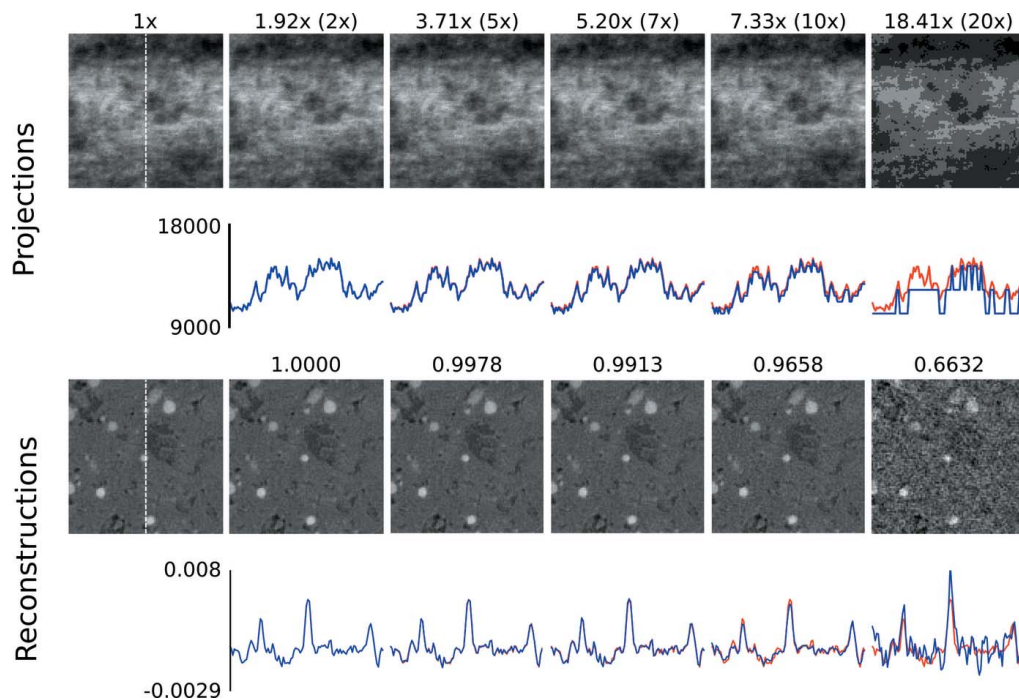 1x 1.92x (2x) 3.71x (5x) 5.20x (7x) 7.33x (10x) 18.41x (20x)
Projections
18000
9000
1.0000 0.9978 0.9913 0.9658 0.6632
Reconstructions
0.008
-0.0029